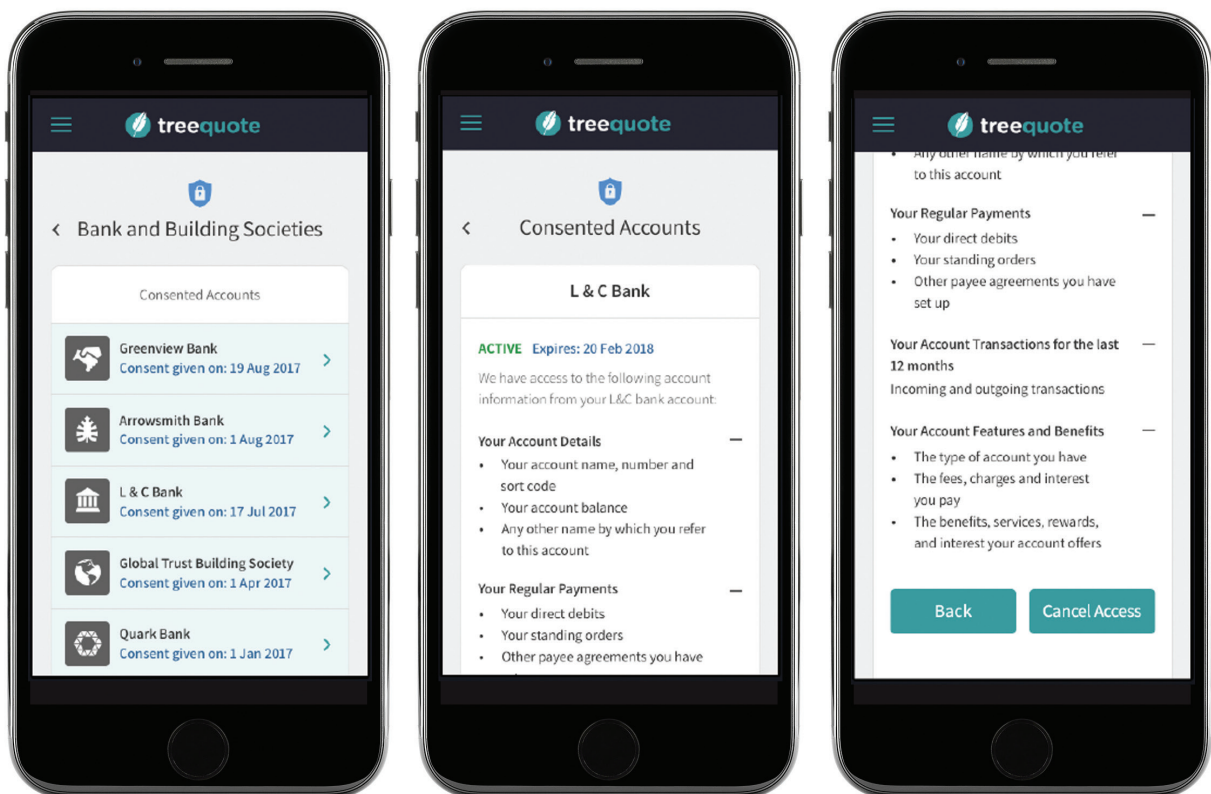 treequote
Bank and Building Societies
Consented Accounts
Greenview Bank
Consent given on: 19 Aug 2017
Arrowsmith Bank
Consent given on: 1 Aug 2017
L & C Bank
Consent given on: 17 Jul 2017
Global Trust Building Society
Consent given on: 1 Apr 2017
Quark Bank
Consent given on: 1 Jan 2017
treequote
Consented Accounts
L & C Bank
ACTIVE Expires: 20 Feb 2018
We have access to the following account
information from your L&C bank account:
Your Account Details
• Your account name, number and
sort code
• Your account balance
• Any other name by which you refer
to this account
Your Regular Payments
• Your direct debits
• Your standing orders
• Other payee agreements you have
treequote
• Any other name by which you refer
to this account
Your Regular Payments
• Your direct debits
• Your standing orders
• Other payee agreements you have
set up
Your Account Transactions for the last
12 months
Incoming and outgoing transactions
Your Account Features and Benefits
• The type of account you have
• The fees, charges and interest
you pay
• The benefits, services, rewards,
and interest your account offers
Back
Cancel Access